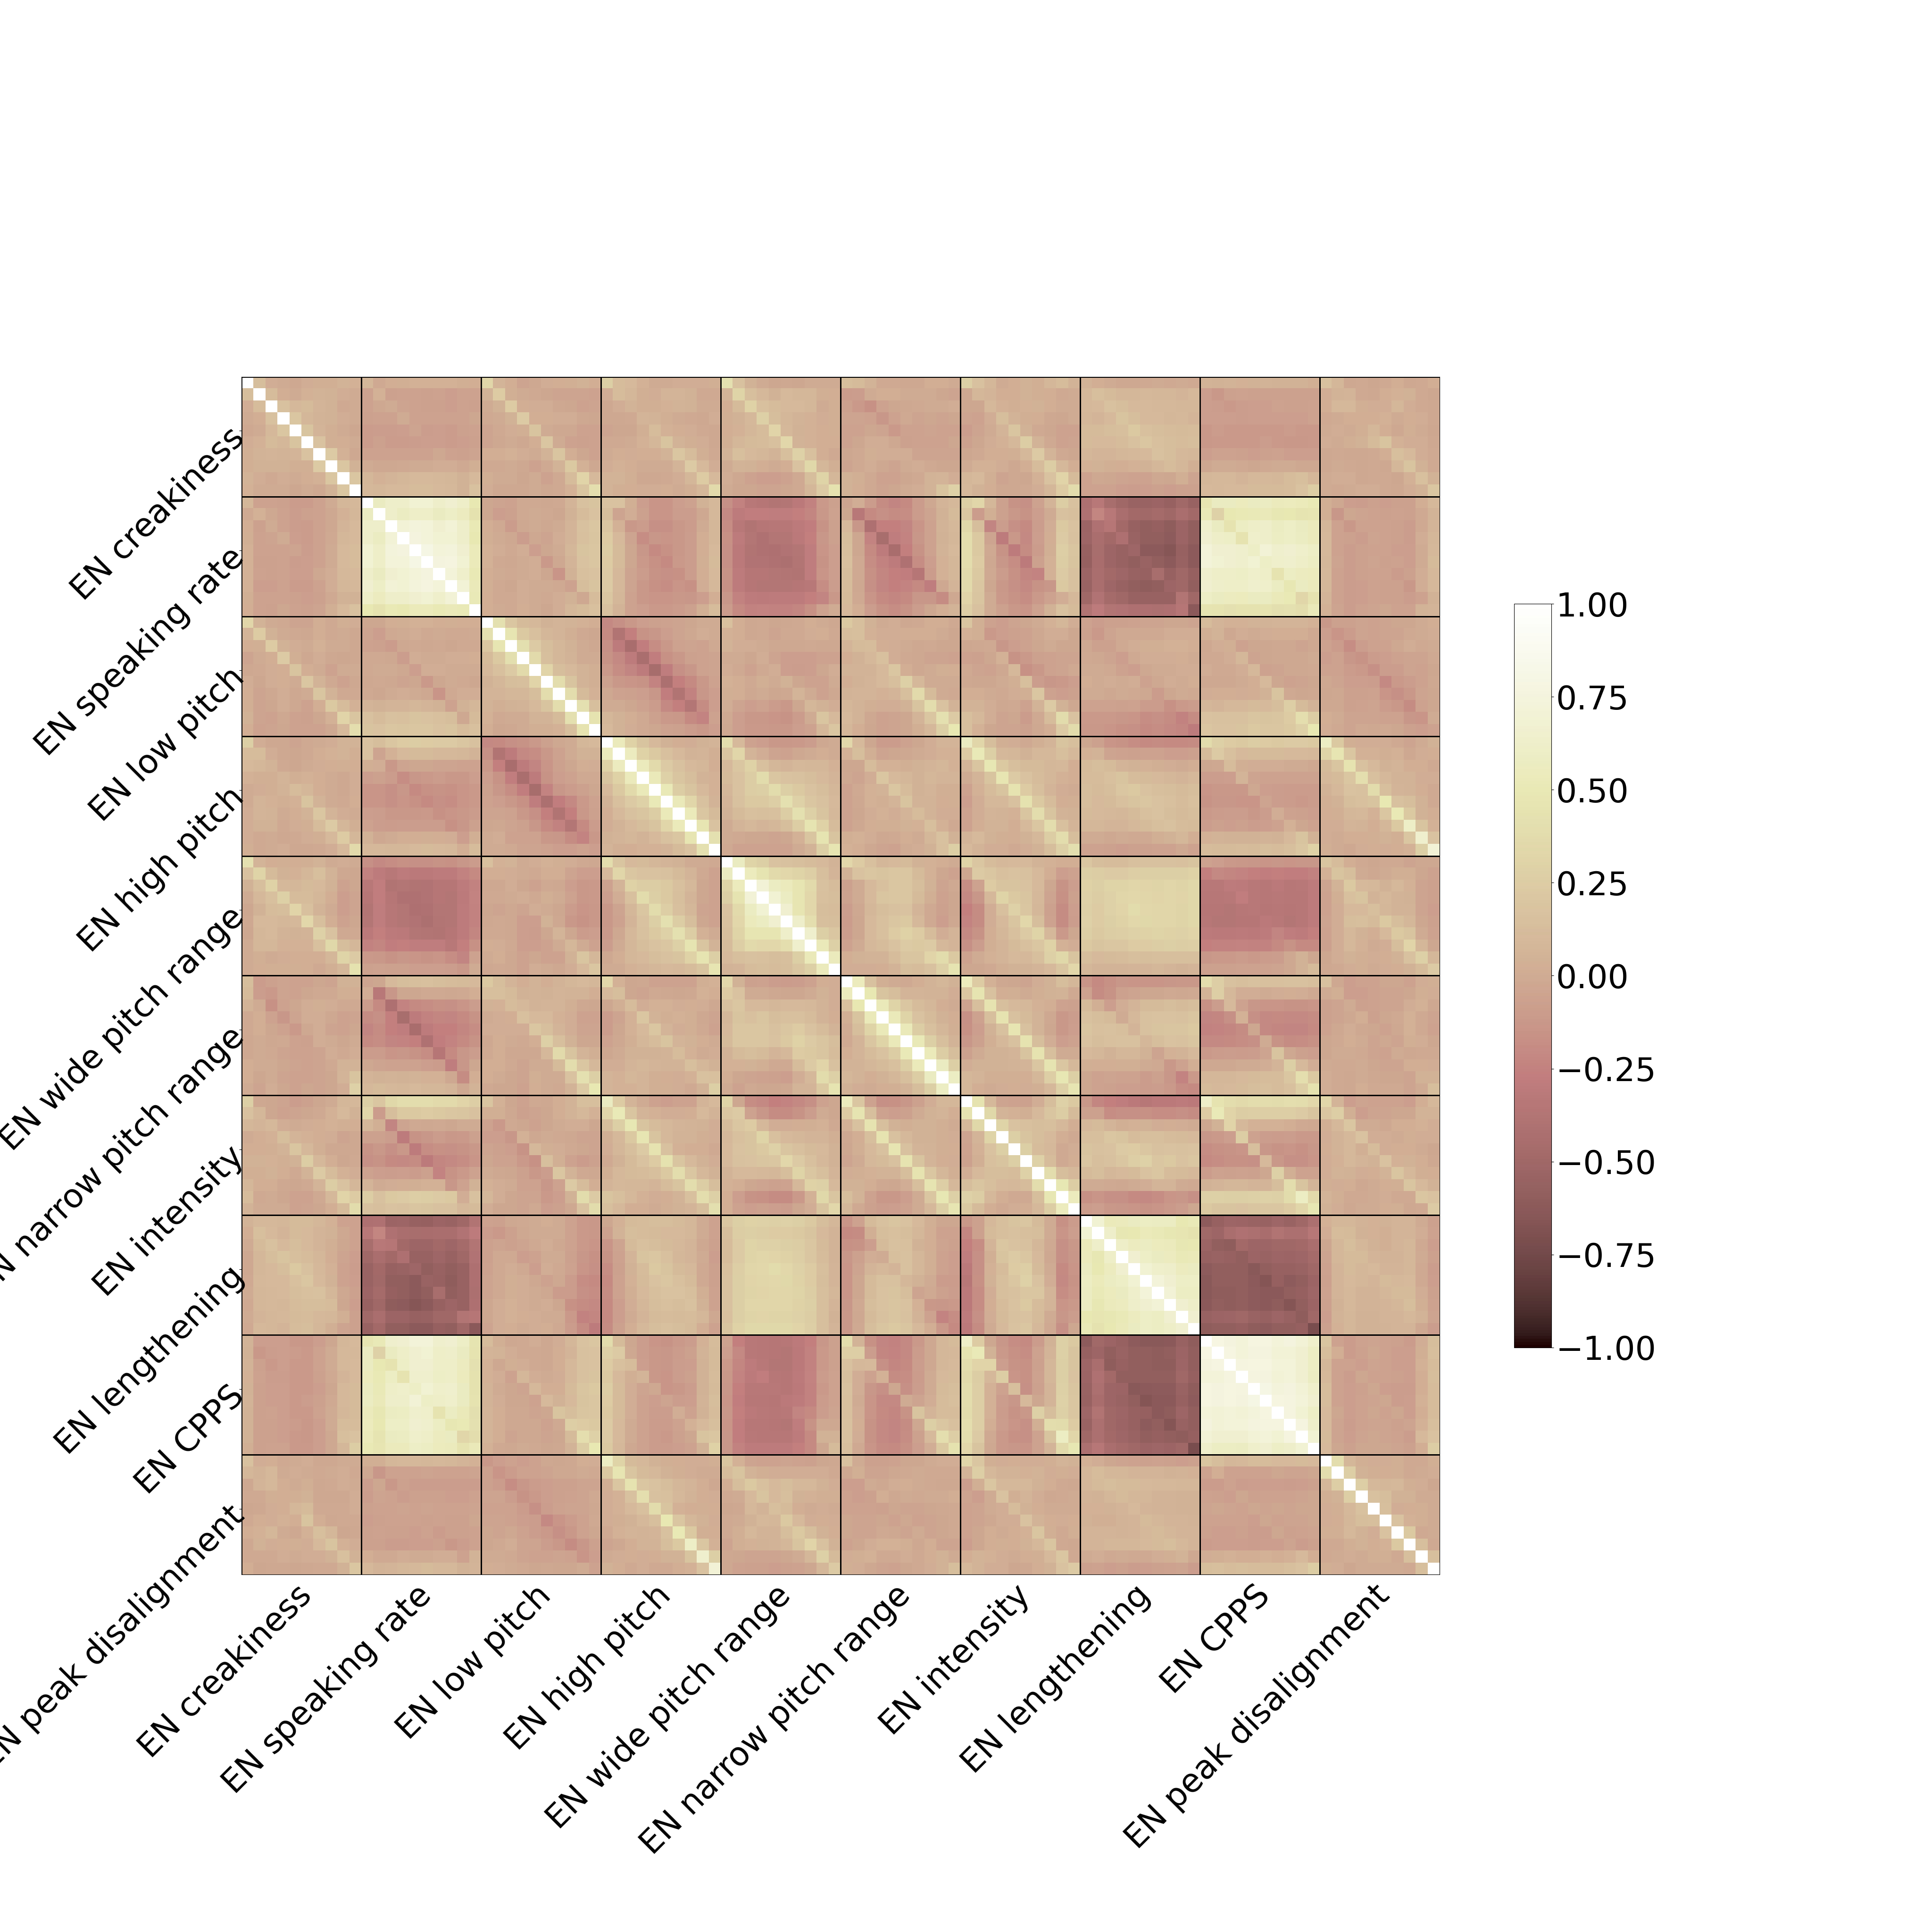 EN creakiness
EN speaking rate
EN low pitch
EN high pitch
EN wide pitch range
N narrow pitch range
EN intensity
EN lengthening
EN CPPS
EN peak disalignment
EN creakiness
EN speaking rate
EN low pitch
EN high pitch
EN wide pitch range
EN narrow pitch range
EN intensity
EN lengthening
EN CPPS
EN peak disalignment
1.00
0.75
0.50
0.25
0.00
−0.25
−0.50
−0.75
−1.00